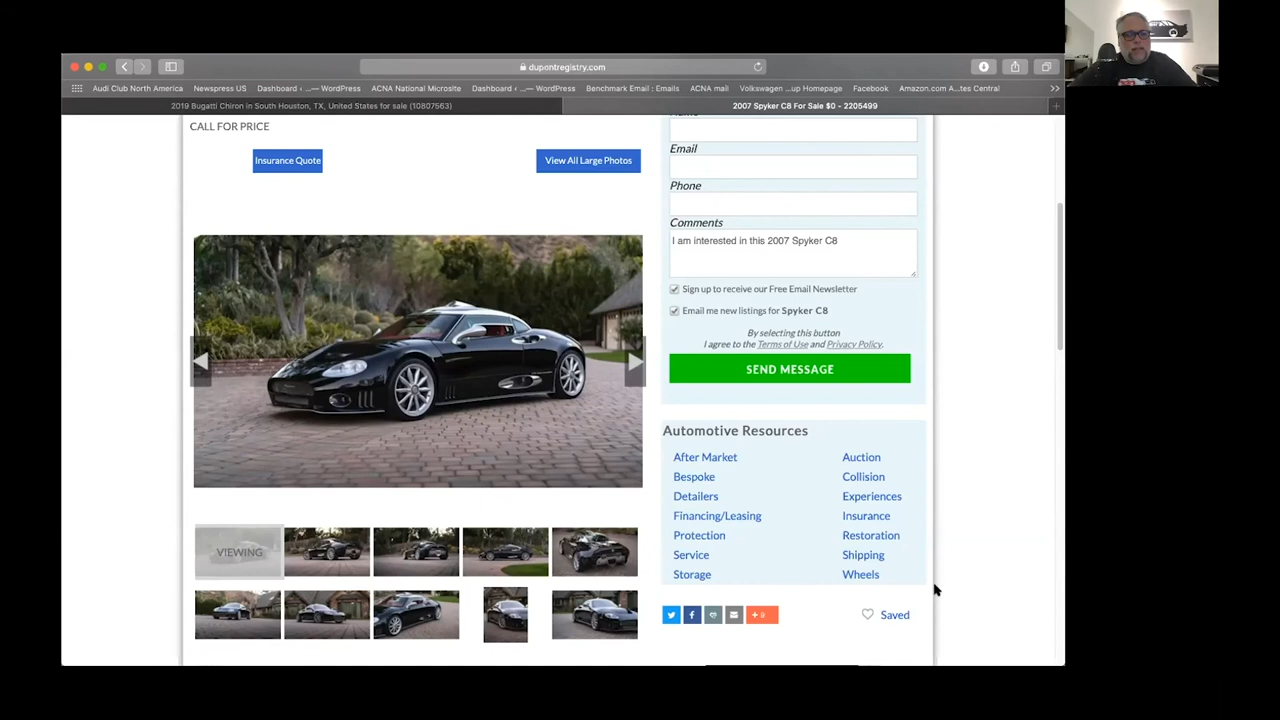 dupontregistry.com
Audi Club North America
Newspress US
Dashboard ‹ ...— WordPress
ACNA National Microsite
Dashboard ‹ ...— WordPress
Benchmark Email : Emails
ACNA mail
Volkswagen ...up Homepage
Facebook
Amazon.com A...tes Central
2019 Bugatti Chiron in South Houston, TX, United States for sale (10807563)
2007 Spyker C8 For Sale $0 - 2205499
CALL FOR PRICE
Insurance Quote
View All Large Photos
VIEWING
Email
Phone
Comments
I am interested in this 2007 Spyker C8
Sign up to receive our Free Email Newsletter
Email me new listings for Spyker C8
By selecting this button
I agree to the Terms of Use and Privacy Policy.
SEND MESSAGE
Automotive Resources
After Market
Auction
Bespoke
Collision
Detailers
Experiences
Financing/Leasing
Insurance
Protection
Restoration
Service
Shipping
Storage
Wheels
Saved